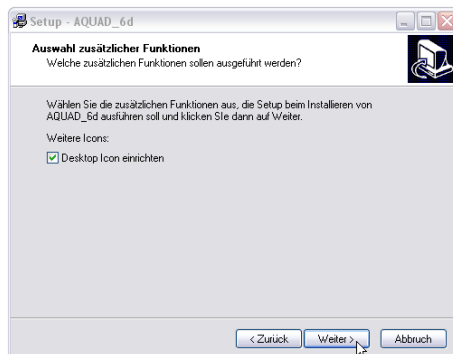 Setup - AQUAD_6d
Auswahl zusätzlicher Funktionen
Welche zusätzlichen Funktionen sollen ausgeführt werden?
Wählen Sie die zusätzlichen Funktionen aus, die Setup beim Installieren von
AQUAD_6d ausführen soll und klicken SIe dann auf Weiter.
Weitere Icons:
Desktop Icon einrichten
< Zurück Weiter > Abbruch